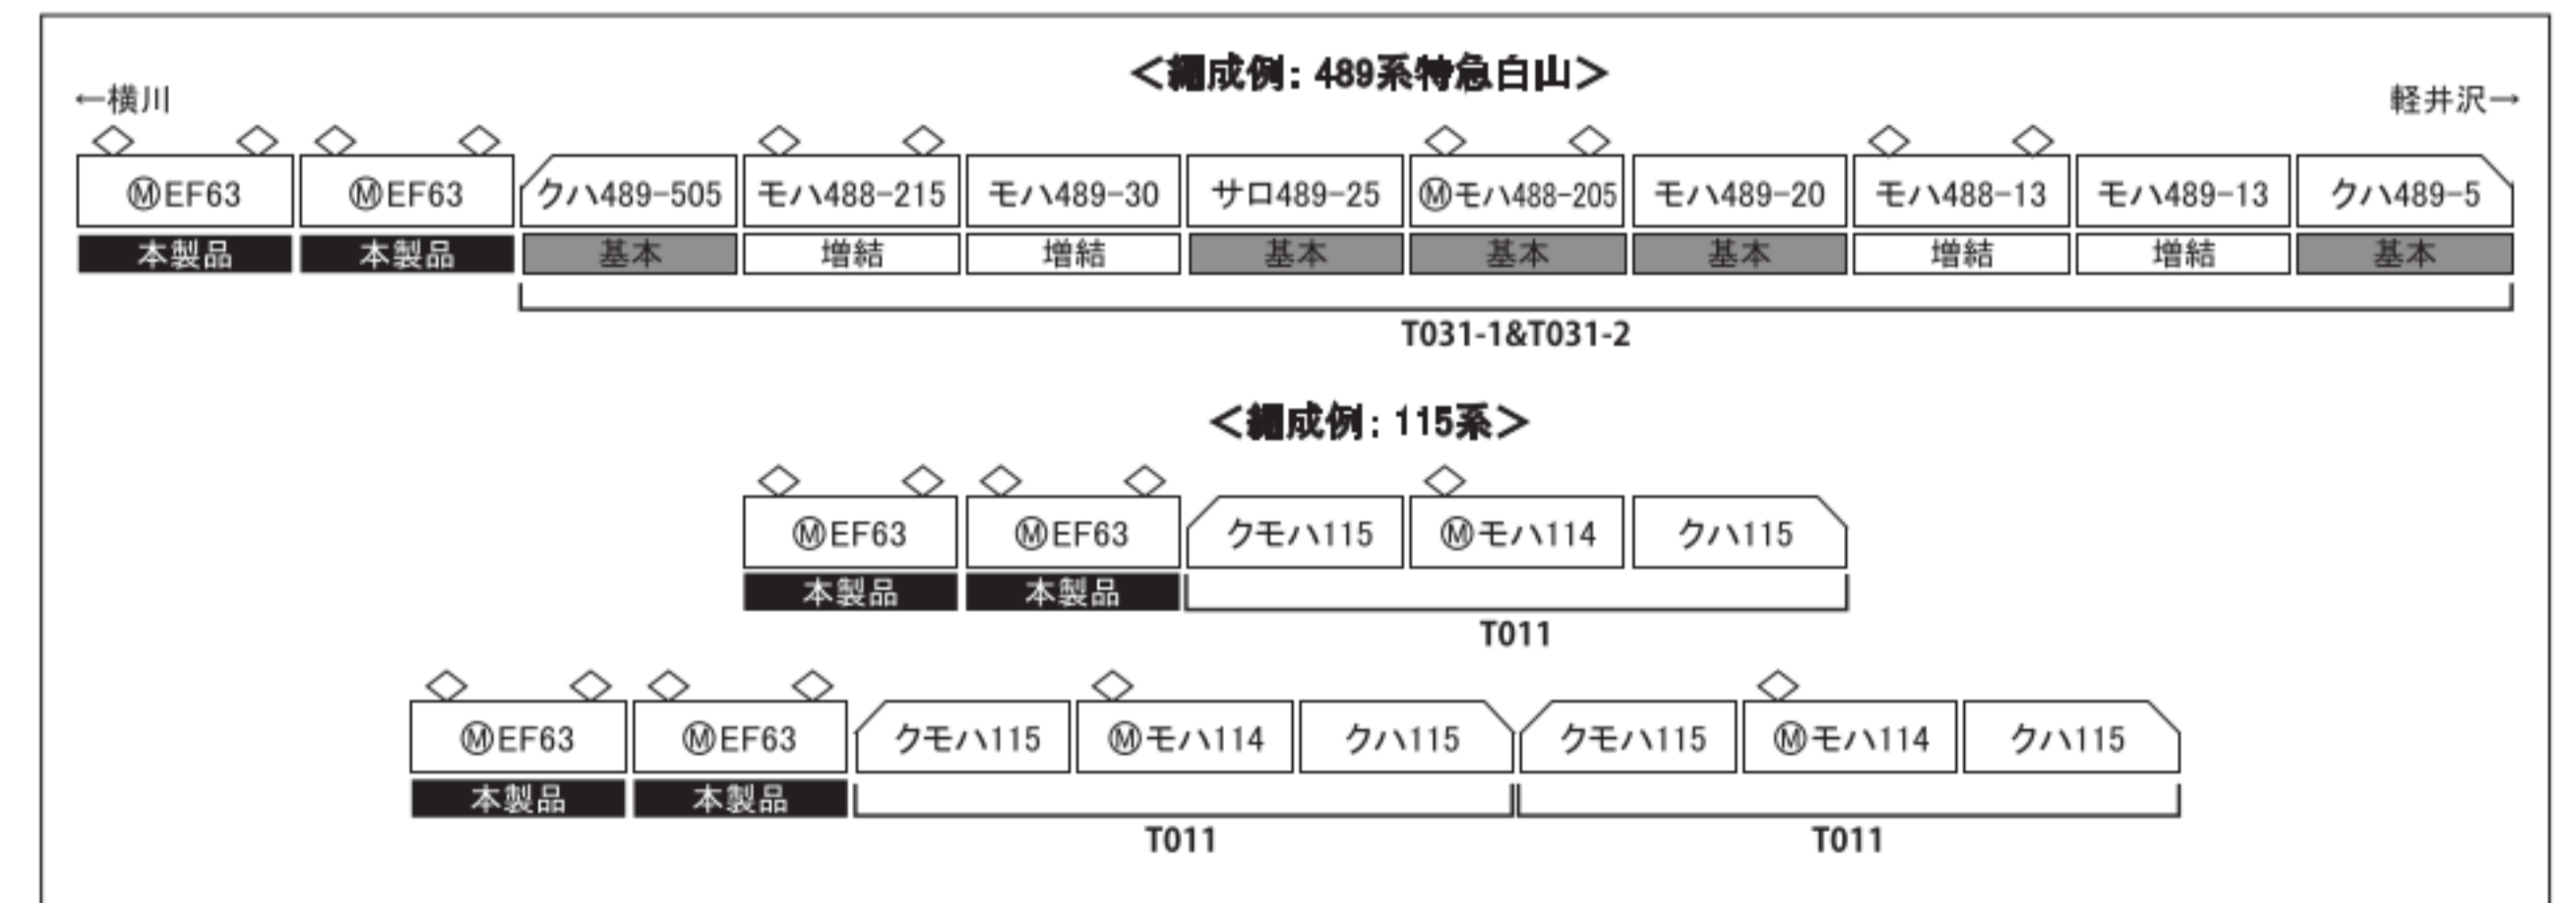 <編成例: 489系特急白山>
←横川 軽井沢→
ⓂEF63 ⓂEF63 クハ489-505 モハ488-215 モハ489-30 サロ489-25 Ⓜモハ488-205 モハ489-20 モハ488-13 モハ489-13 クハ489-5
本製品 本製品 基本 増結 増結 基本 基本 基本 増結 増結 基本
T031-1&T031-2
<編成例: 115系>
ⓂEF63 ⓂEF63 クモハ115 Ⓜモハ114 クハ115
本製品 本製品
T011
ⓂEF63 ⓂEF63 クモハ115 Ⓜモハ114 クハ115 クモハ115 Ⓜモハ114 クハ115
本製品 本製品
T011 T011